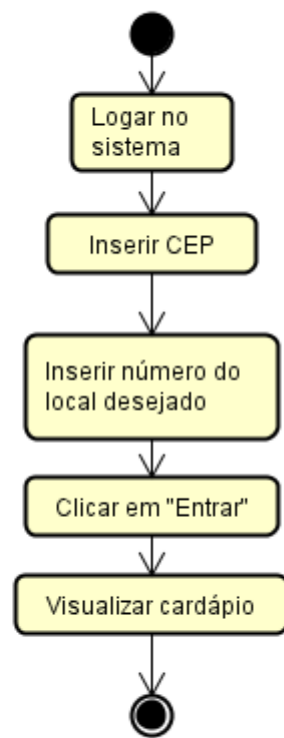 Logar no
sistema
Inserir CEP
Inserir número do
local desejado
Clicar em "Entrar"
Visualizar cardápio